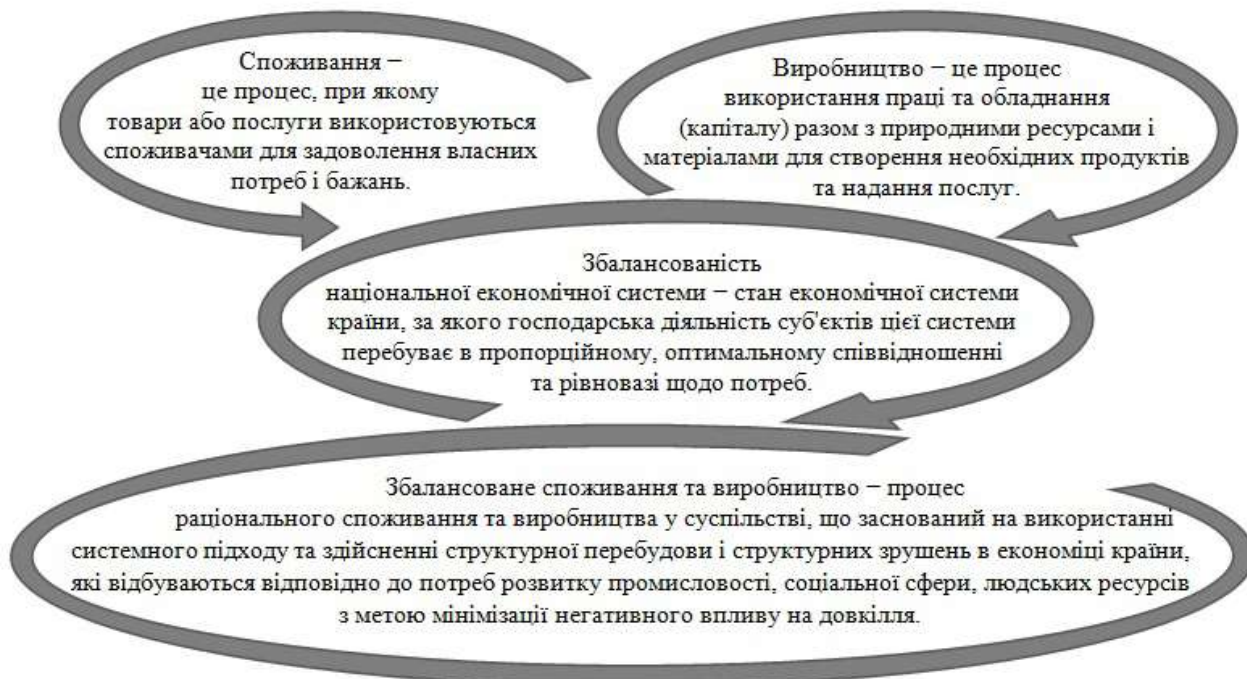 Споживання −
це процес, при якому
товари або послуги використовуються
споживачами для задоволення власних
потреб і бажань.
Виробництво − це процес
використання праці та обладнання
(капіталу) разом з природними ресурсами і
матеріалами для створення необхідних продуктів
та надання послуг.
Збалансованість
національної економічної системи − стан економічної системи
країни, за якого господарська діяльність суб'єктів цієї системи
перебуває в пропорційному, оптимальному співвідношенні
та рівновазі щодо потреб.
Збалансоване споживання та виробництво − процес
раціонального споживання та виробництва у суспільстві, що заснований на використанні
системного підходу та здійсненні структурної перебудови і структурних зрушень в економіці країни,
які відбуваються відповідно до потреб розвитку промисловості, соціальної сфери, людських ресурсів
з метою мінімізації негативного впливу на довкілля.